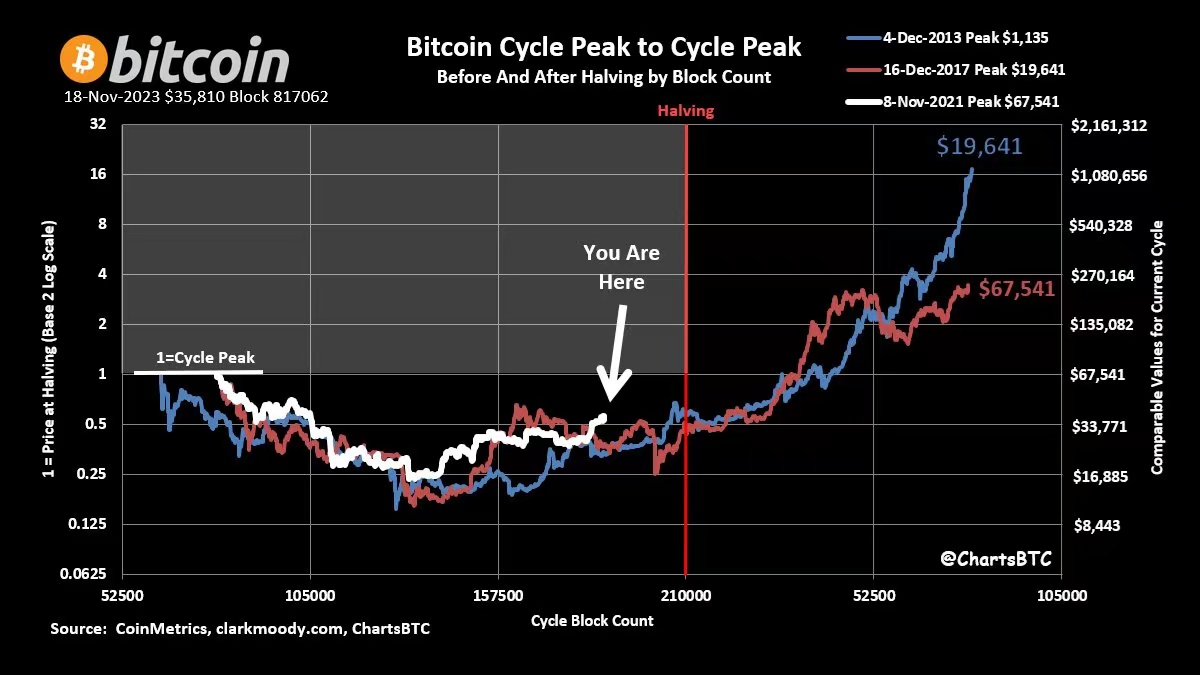 bitcoin
18-Nov-2023 $35,810 Block 817062
Bitcoin Cycle Peak to Cycle Peak
Before And After Halving by Block Count
4-Dec-2013 Peak $1,135
16-Dec-2017 Peak $19,641
8-Nov-2021 Peak $67,541
Halving
32
16
8
4
2
1
0.5
0.25
0.125
0.0625
1 = Price at Halving (Base 2 Log Scale)
1=Cycle Peak
You Are
Here
$19,641
$67,541
$2,161,312
$1,080,656
$540,328
$270,164
$135,082
$67,541
$33,771
$16,885
$8,443
Comparable Values for Current Cycle
@ChartsBTC
52500
105000
157500
210000
52500
105000
Cycle Block Count
Source: CoinMetrics, clarkmoody.com, ChartsBTC